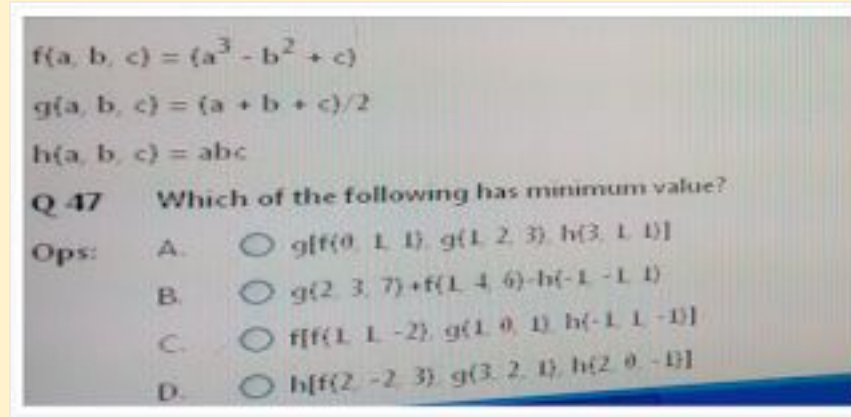 f(a, b, c) = (a³ - b² + c)
g(a, b, c) = (a + b + c)/2
h(a, b, c) = abc
Q 47 Which of the following has minimum value?
Ops: A. g[f(0, 1, 1), g(1, 2, 3), h(3, 1, 1)]
B. g(2, 3, 7)+f(1, 4, 6)-h(-1, -1, 1)
C. f[f(1, 1, -2), g(1, 0, 1), h(-1, 1, -1)]
D. h[f(2, -2, 3), g(3, 2, 1), h(2, 0, -1)]